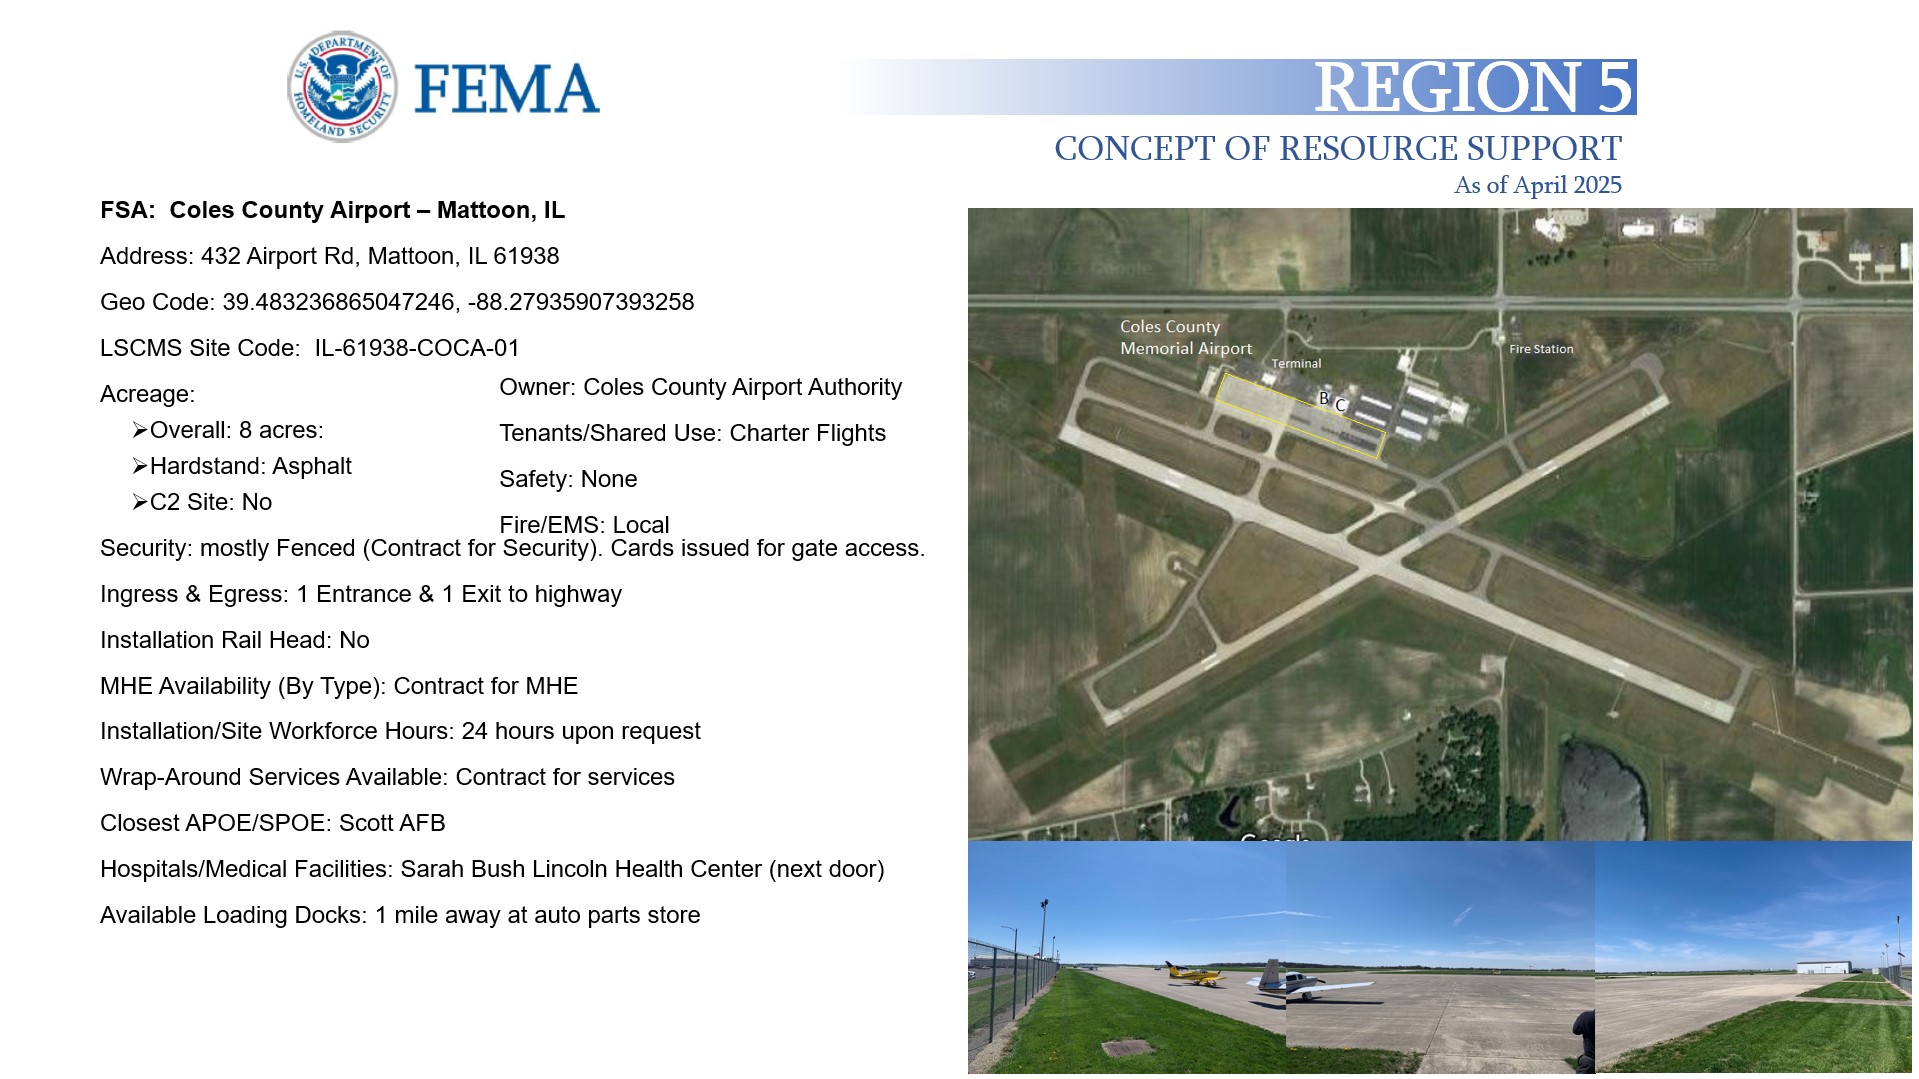 U.S. DEPARTMENT OF
HOMELAND SECURITY
FEMA
REGION 5
CONCEPT OF RESOURCE SUPPORT
As of April 2025
FSA:  Coles County Airport – Mattoon, IL
Address: 432 Airport Rd, Mattoon, IL 61938
Geo Code: 39.483236865047246, -88.27935907393258
LSCMS Site Code:  IL-61938-COCA-01
Acreage:
➢Overall: 8 acres:
➢Hardstand: Asphalt
➢C2 Site: No
Owner: Coles County Airport Authority
Tenants/Shared Use: Charter Flights
Safety: None
Fire/EMS: Local
Security: mostly Fenced (Contract for Security). Cards issued for gate access.
Ingress & Egress: 1 Entrance & 1 Exit to highway
Installation Rail Head: No
MHE Availability (By Type): Contract for MHE
Installation/Site Workforce Hours: 24 hours upon request
Wrap-Around Services Available: Contract for services
Closest APOE/SPOE: Scott AFB
Hospitals/Medical Facilities: Sarah Bush Lincoln Health Center (next door)
Available Loading Docks: 1 mile away at auto parts store
Coles County
Memorial Airport
Terminal
Fire Station
B
C
Google